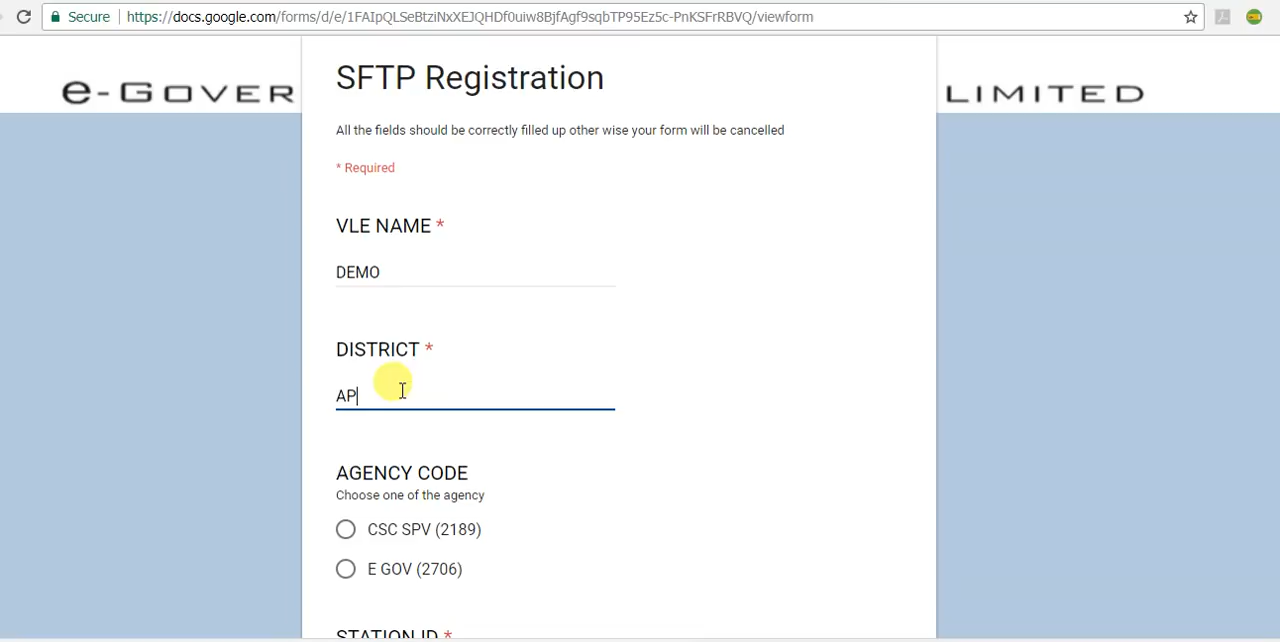 Secure https://docs.google.com/forms/d/e/1FAIpQLSeBtziNxXEJQHDf0uiw8BjfAgf9sqbTP95Ez5c-PnKSFrRBVQ/viewform
e-GOVER LIMITED
SFTP Registration
All the fields should be correctly filled up other wise your form will be cancelled
* Required
VLE NAME *
DEMO
DISTRICT *
AP
AGENCY CODE
Choose one of the agency
CSC SPV (2189)
E GOV (2706)
STATION ID *